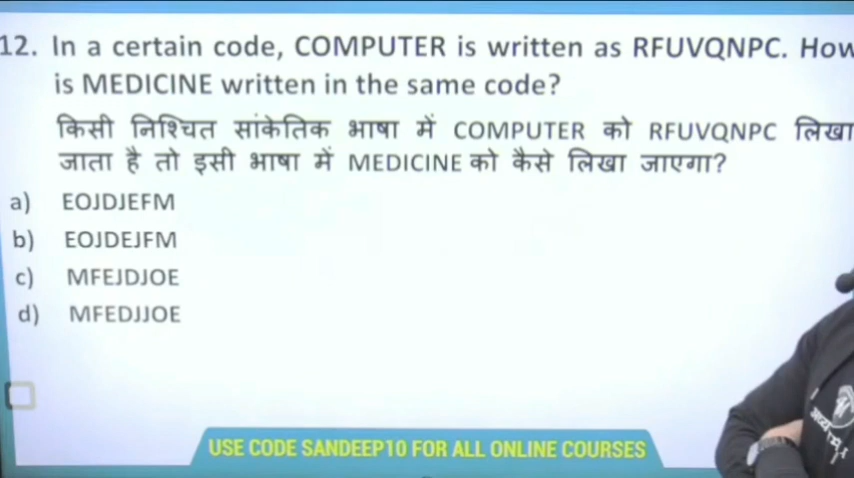 12. In a certain code, COMPUTER is written as RFUVQNPC. How
is MEDICINE written in the same code?
किसी निश्चित सांकेतिक भाषा में COMPUTER को RFUVQNPC लिखा
जाता है तो इसी भाषा में MEDICINE को कैसे लिखा जाएगा?
a) EOJDJEFM
b) EOJDEJFM
c) MFEJDJOE
d) MFEDJJOE
USE CODE SANDEEP10 FOR ALL ONLINE COURSES